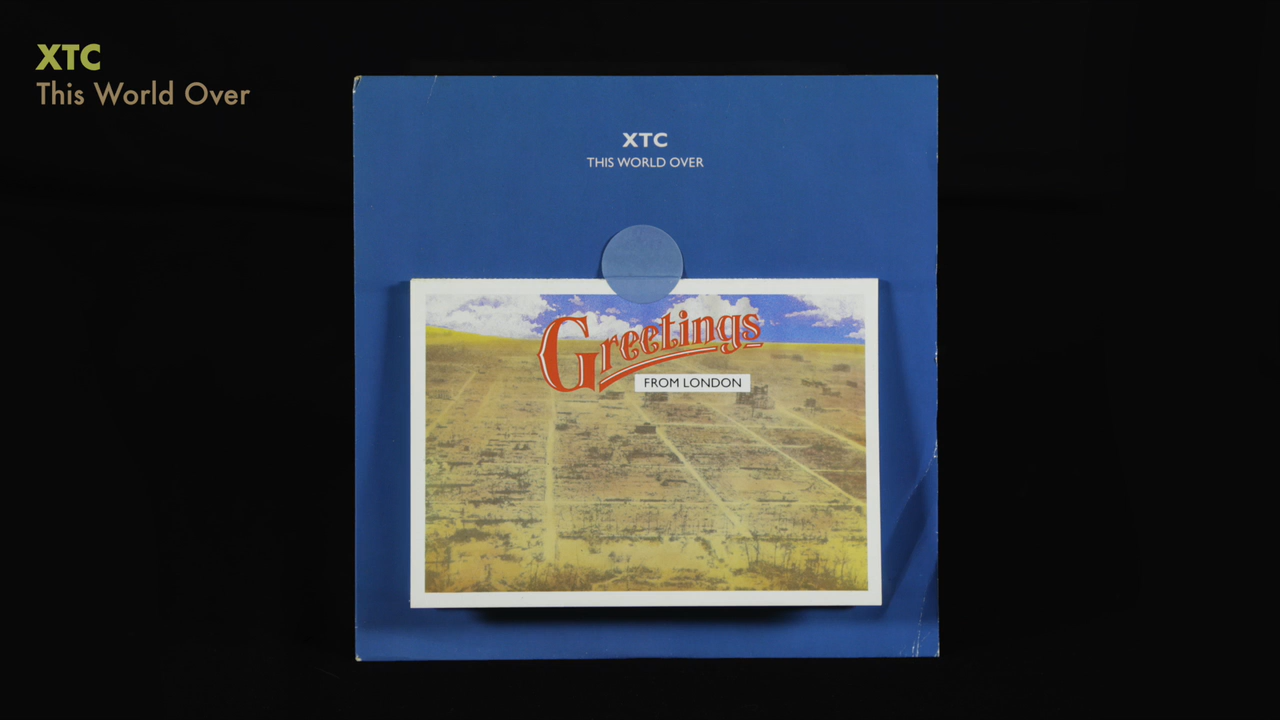 XTC
This World Over
XTC
THIS WORLD OVER
Greetings
FROM LONDON